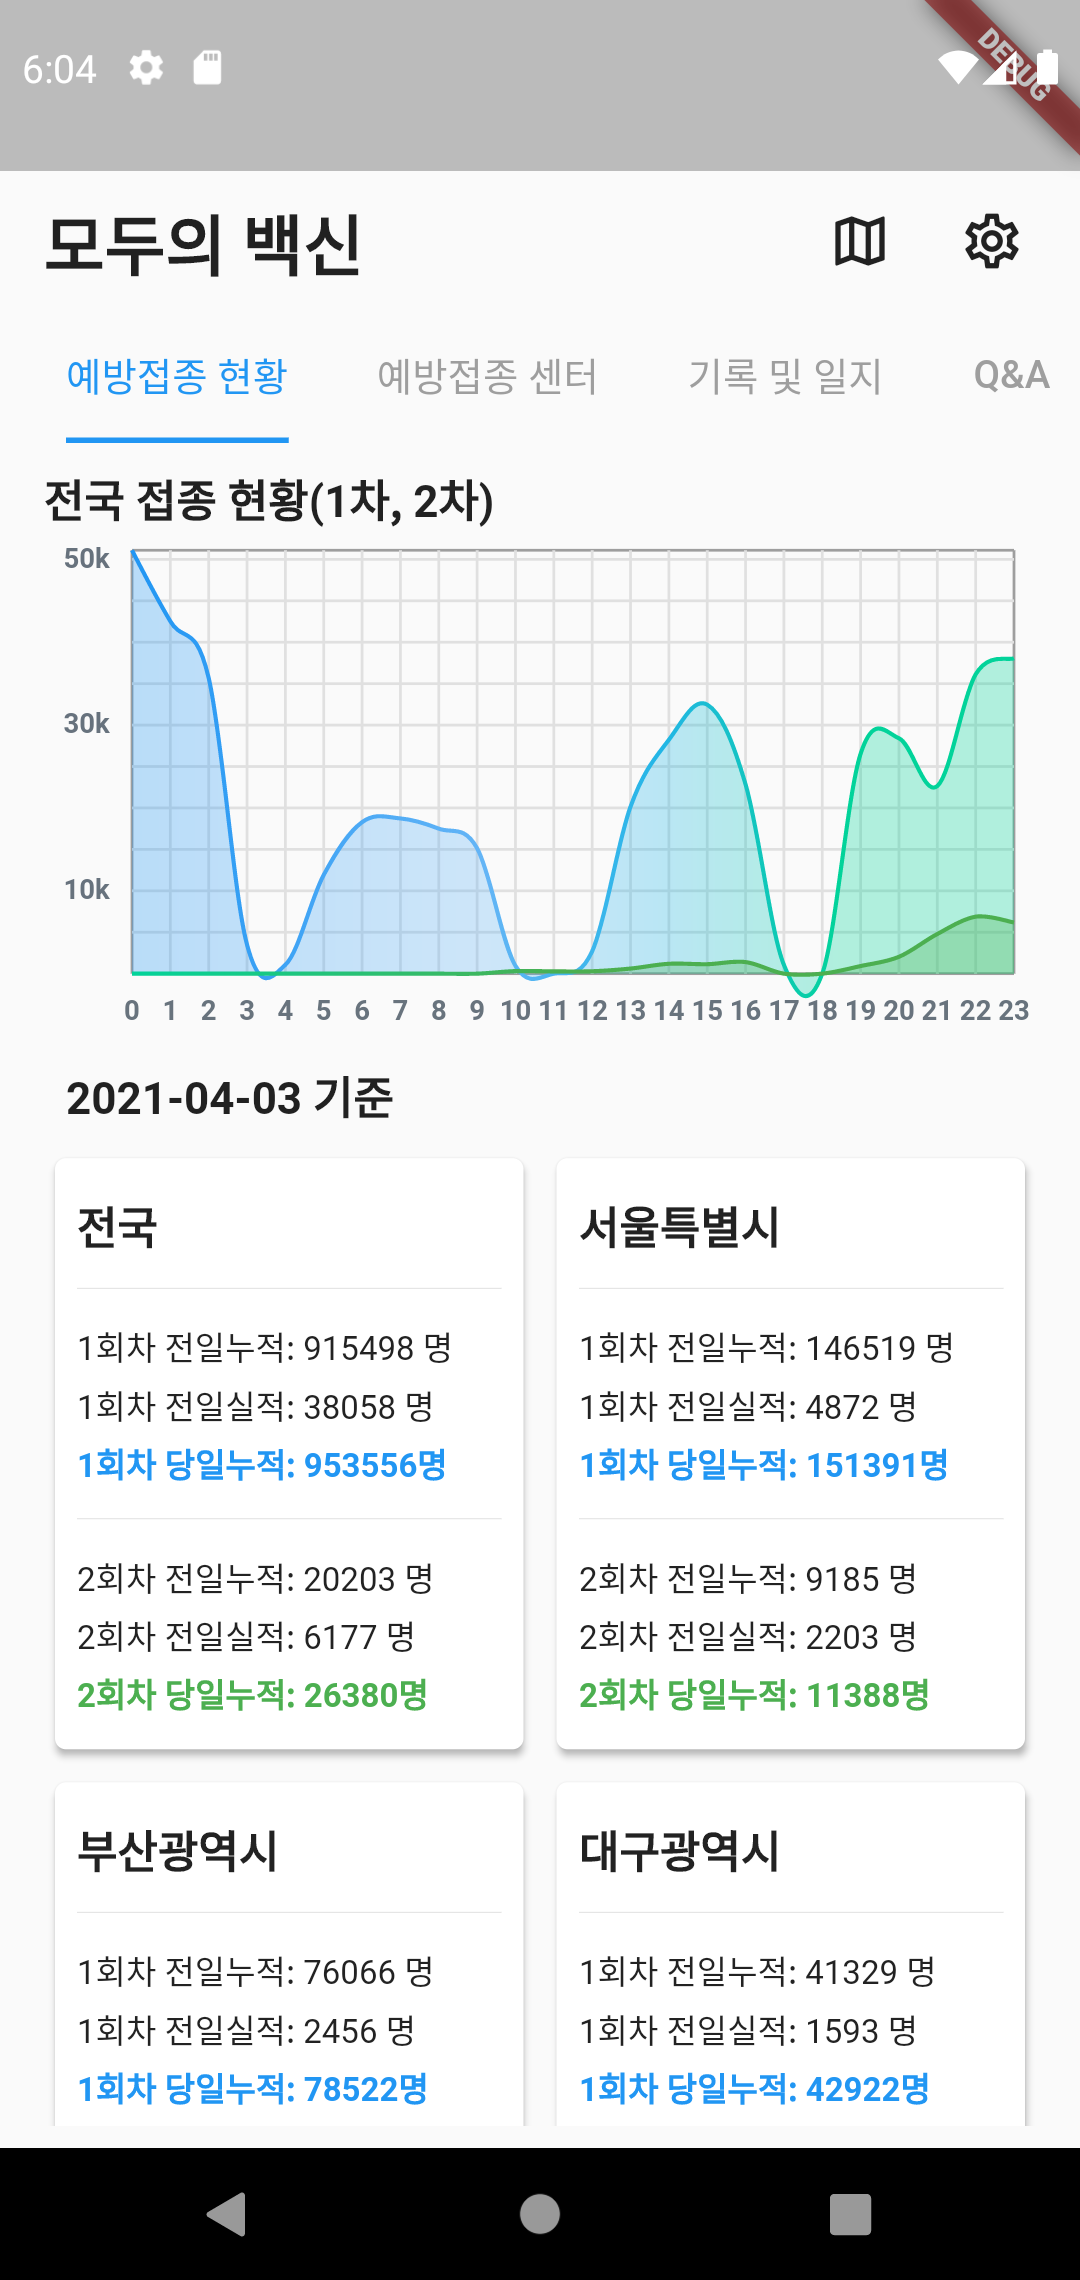 6:04
DEBUG
모두의 백신
예방접종 현황 예방접종 센터 기록 및 일지 Q&A
전국 접종 현황(1차, 2차)
50k
30k
10k
0 1 2 3 4 5 6 7 8 9 10 11 12 13 14 15 16 17 18 19 20 21 22 23
2021-04-03 기준
전국
1회차 전일누적: 915498 명
1회차 전일실적: 38058 명
1회차 당일누적: 953556명
2회차 전일누적: 20203 명
2회차 전일실적: 6177 명
2회차 당일누적: 26380명
서울특별시
1회차 전일누적: 146519 명
1회차 전일실적: 4872 명
1회차 당일누적: 151391명
2회차 전일누적: 9185 명
2회차 전일실적: 2203 명
2회차 당일누적: 11388명
부산광역시
1회차 전일누적: 76066 명
1회차 전일실적: 2456 명
1회차 당일누적: 78522명
대구광역시
1회차 전일누적: 41329 명
1회차 전일실적: 1593 명
1회차 당일누적: 42922명